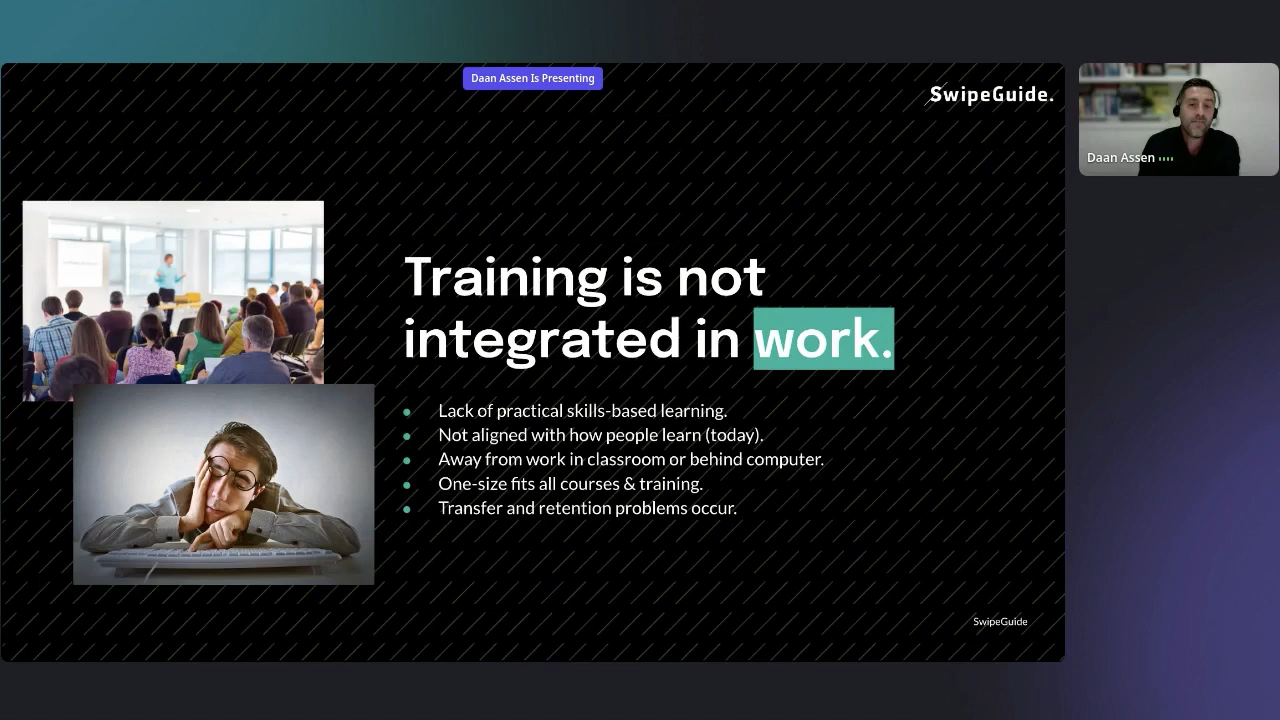 Daan Assen Is Presenting
SwipeGuide.
Daan Assen
Training is not
integrated in work.
Lack of practical skills-based learning.
Not aligned with how people learn (today).
Away from work in classroom or behind computer.
One-size fits all courses & training.
Transfer and retention problems occur.
SwipeGuide